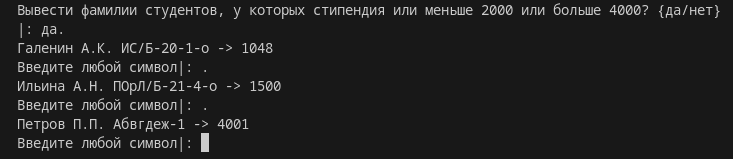 Вывести фамилии студентов, у которых стипендия или меньше 2000 или больше 4000? {да/нет}
|: да.
Галенин А.К. ИС/Б-20-1-о -> 1048
Введите любой символ|: .
Ильина А.Н. ПОрЛ/Б-21-4-о -> 1500
Введите любой символ|: .
Петров П.П. Абвгдеж-1 -> 4001
Введите любой символ|: